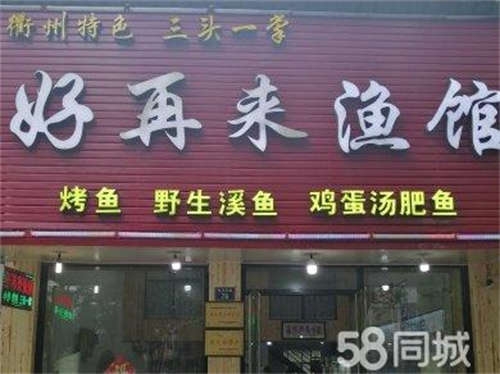 衢州特色 三头一掌
好再来渔馆
烤鱼 野生溪鱼 鸡蛋汤肥鱼
58同城